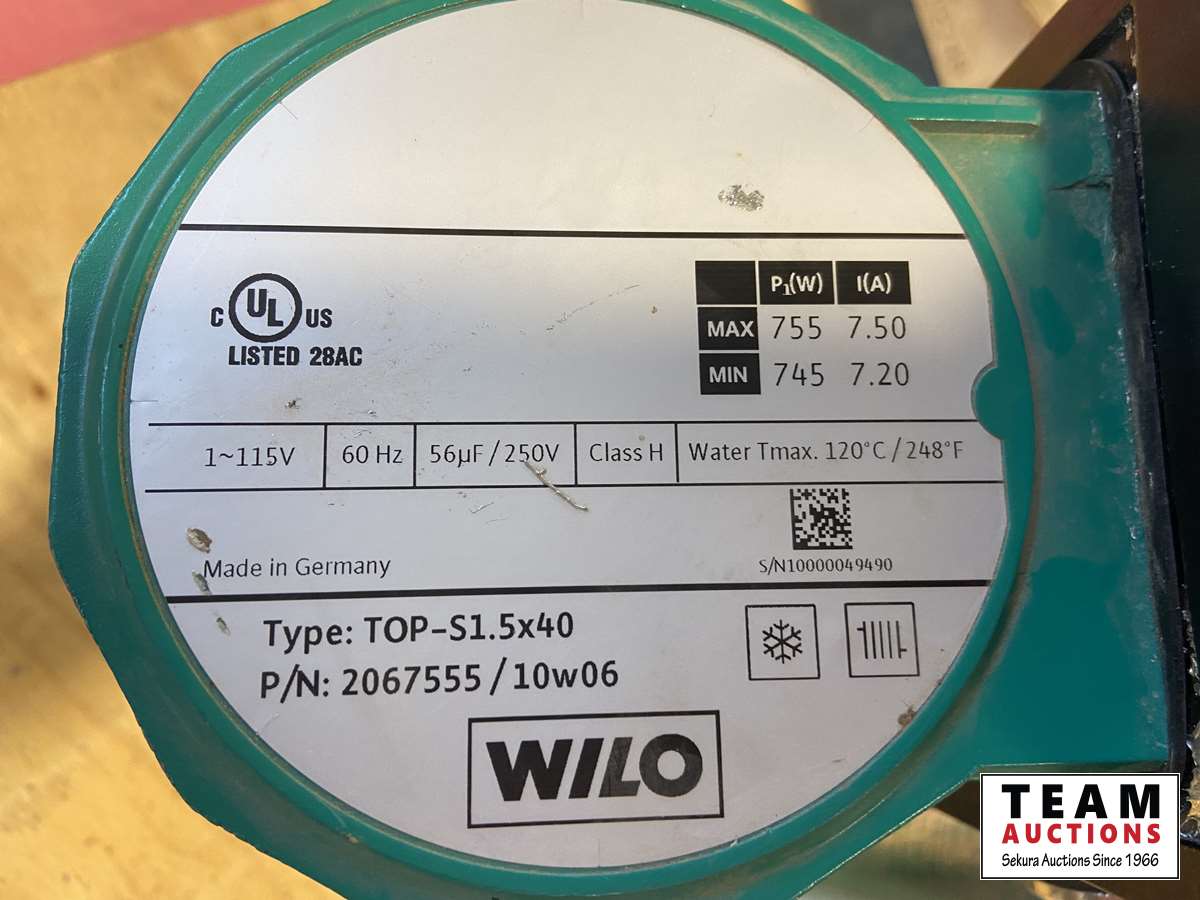 C UL US
LISTED 28AC
P₁(W) I(A)
MAX 755 7.50
MIN 745 7.20
1~115V 60 Hz 56µF / 250V Class H Water Tmax. 120°C / 248°F
Made in Germany
S/N10000049490
Type: TOP–S1.5x40
P/N: 2067555 / 10w06
WILO
TEAM
AUCTIONS
Sekura Auctions Since 1966